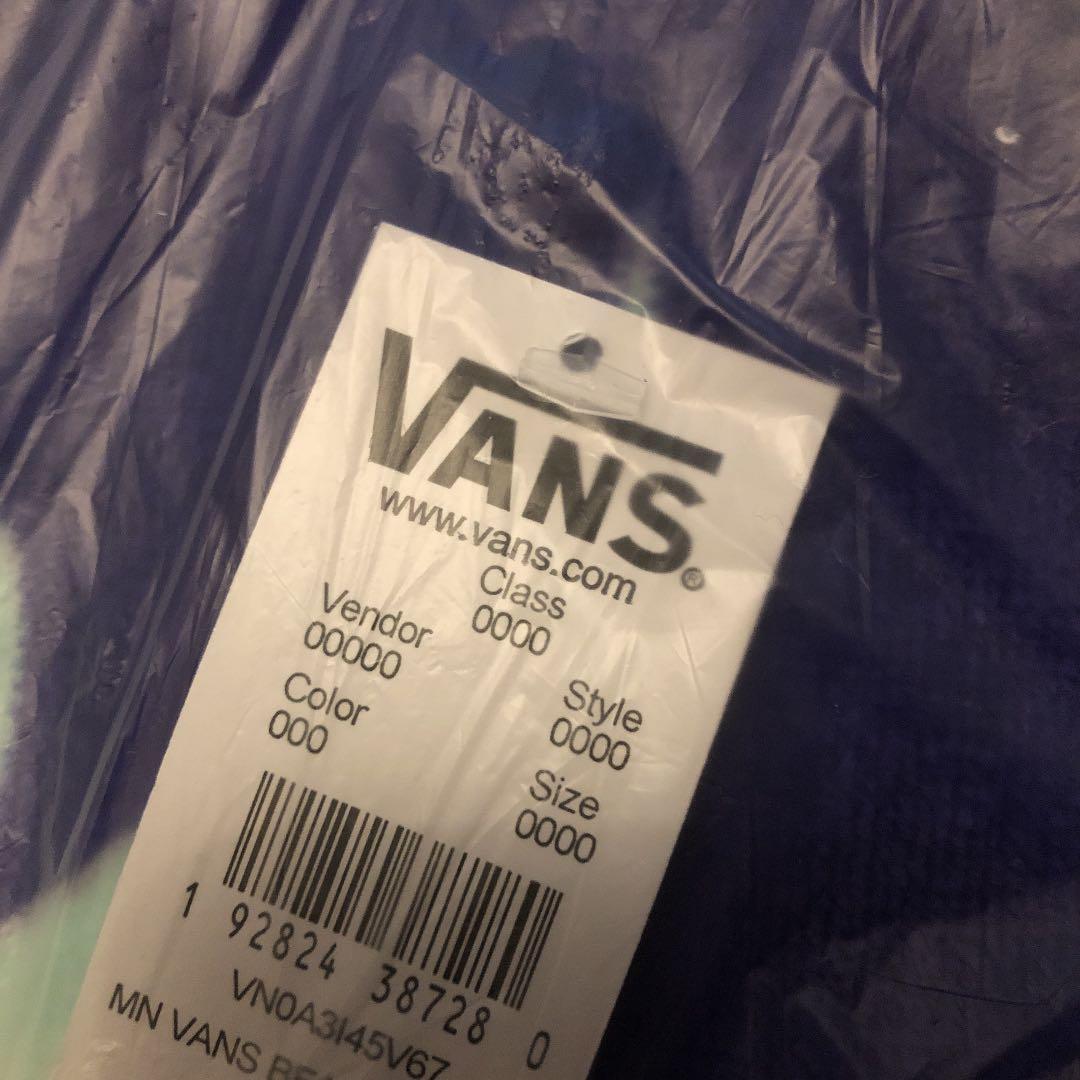 VANS®
www.vans.com
Class
0000
Vendor
00000
Color
000
Style
0000
Size
0000
1 92824 38728 0
VN0A3I45V67
MN VANS